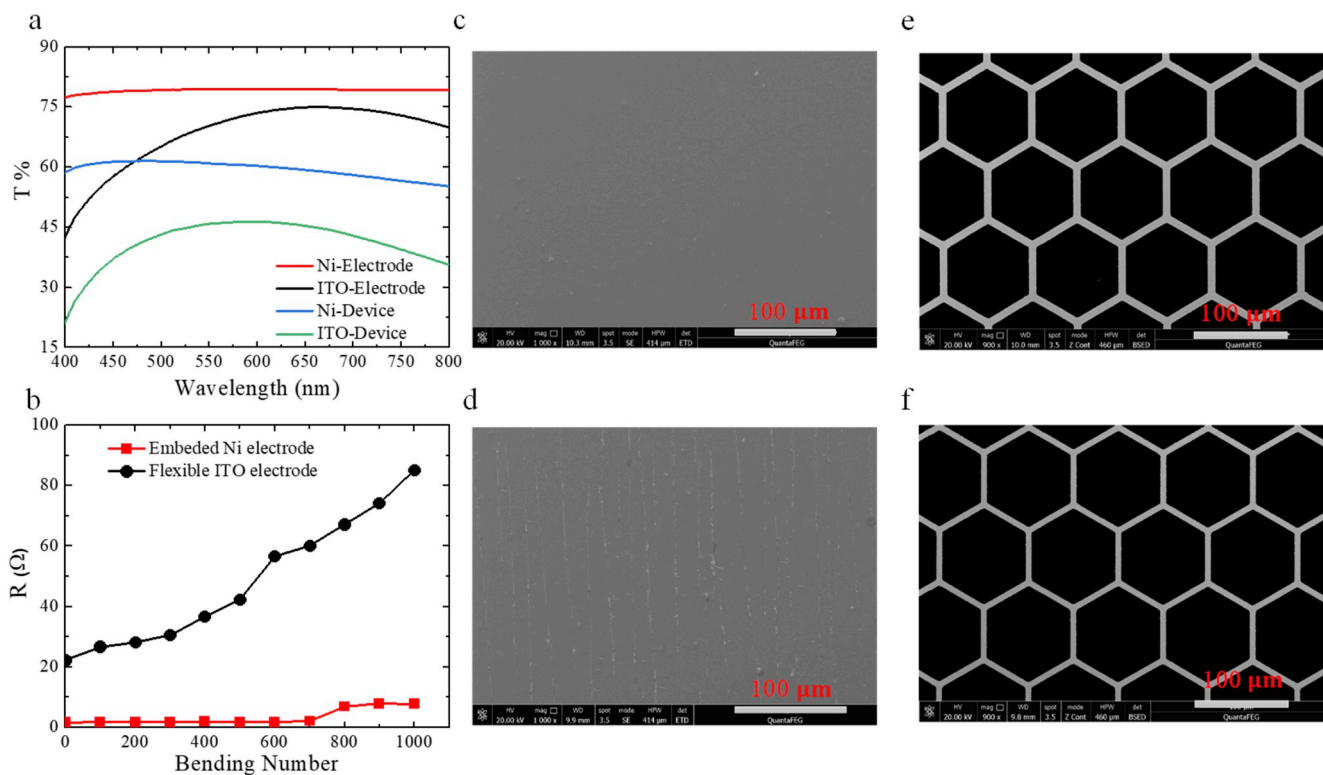 a
90
75
60
45
30
15
T %
400 450 500 550 600 650 700 750 800
Wavelength (nm)
Ni-Electrode
ITO-Electrode
Ni-Device
ITO-Device
b
100
80
60
40
20
0
R (Ω)
0 200 400 600 800 1000
Bending Number
Embeded Ni electrode
Flexible ITO electrode
c
100 μm
HV mag WD spot mode HFW det
20.00 kV 1 000 x 10.3 mm 3.5 SE 414 μm ETD
QuantaFEG
d
100 μm
HV mag WD spot mode HFW det
20.00 kV 1 000 x 9.9 mm 3.5 SE 414 μm ETD
QuantaFEG
e
100 μm
HV mag WD spot mode HFW det
20.00 kV 900 x 10.0 mm 3.5 Z Cont 460 μm BSED
QuantaFEG
f
100 μm
HV mag WD spot mode HFW det
20.00 kV 900 x 9.8 mm 3.5 Z Cont 460 μm BSED
QuantaFEG